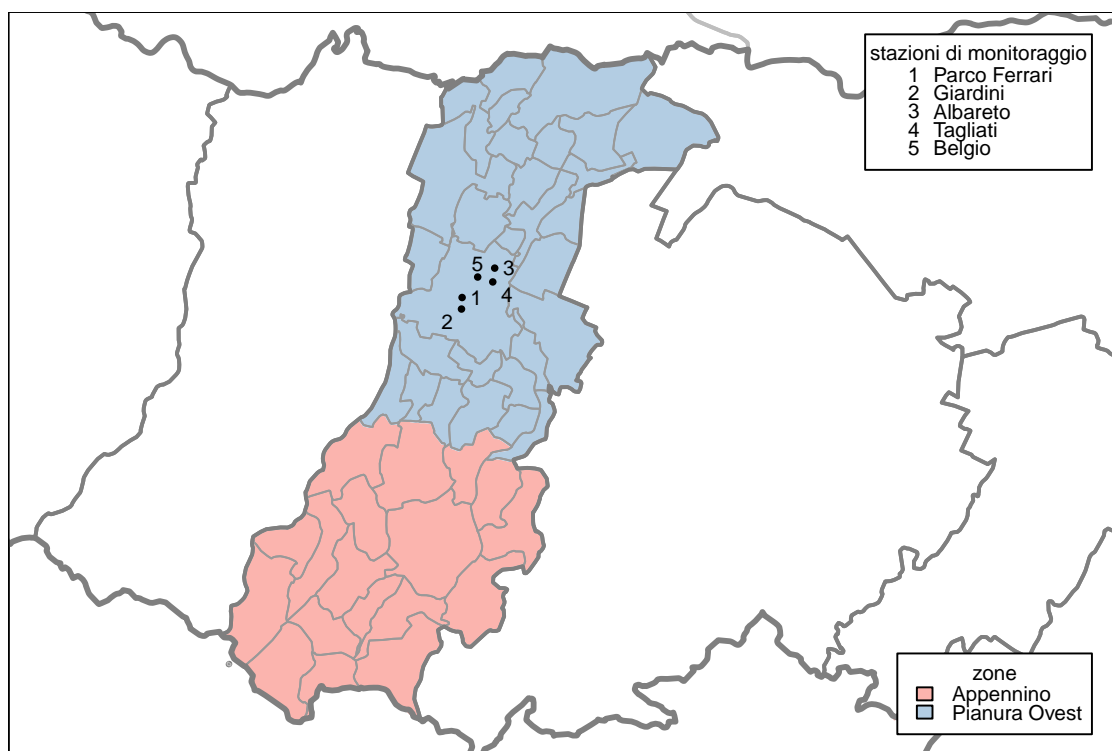 stazioni di monitoraggio
1 Parco Ferrari
2 Giardini
3 Albareto
4 Tagliati
5 Belgio
5
3
4
1
2
zone
Appennino
Pianura Ovest